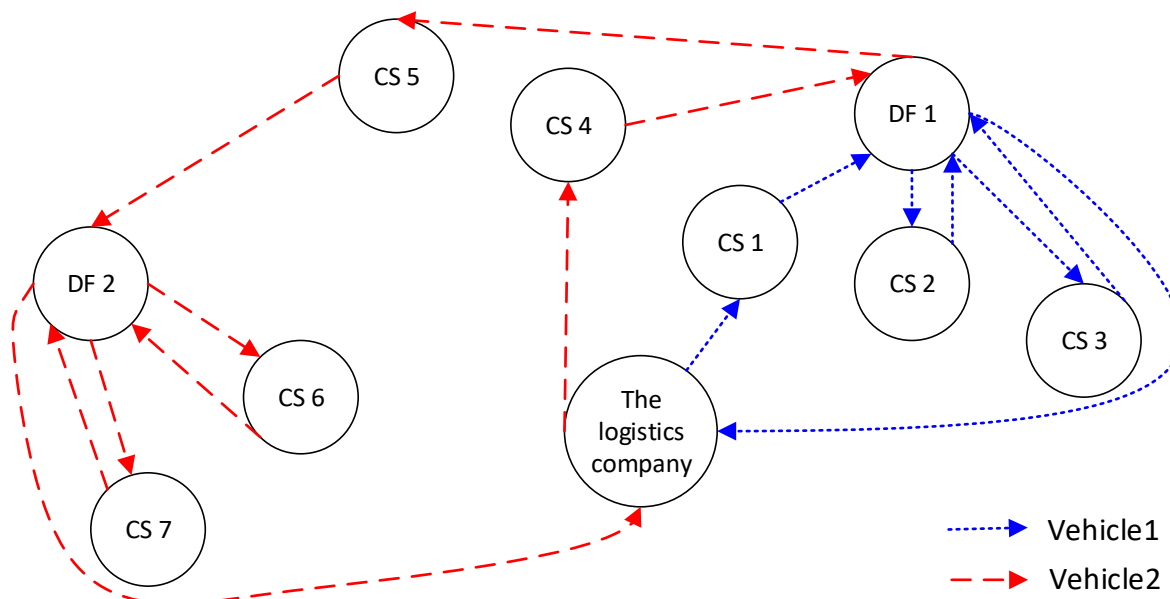 CS 5
CS 4
DF 1
CS 1
CS 2
DF 2
CS 3
CS 6
The
logistics
company
CS 7
Vehicle1
Vehicle2